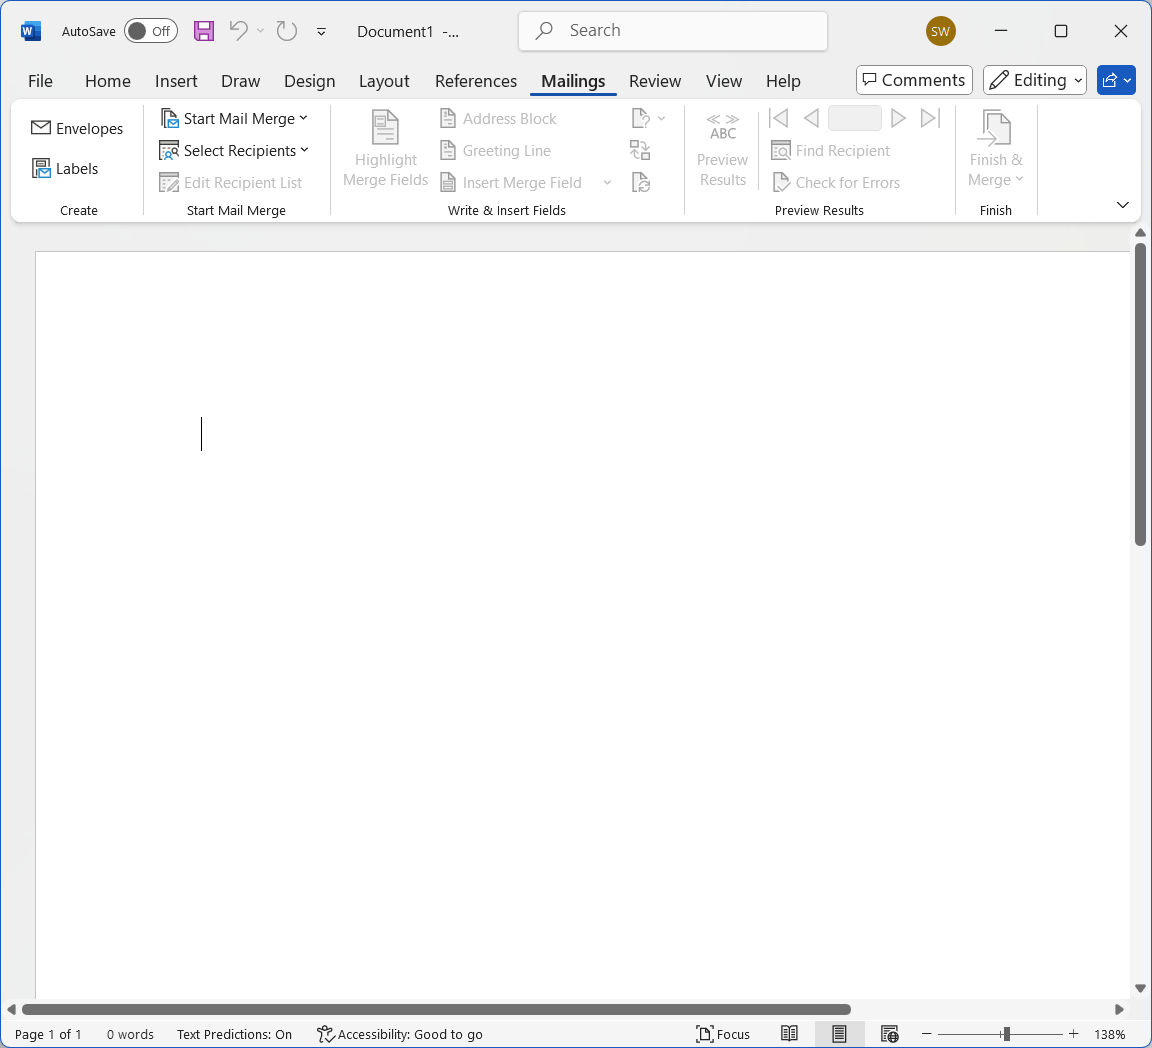 W AutoSave Off Document1 -... Search SW
File Home Insert Draw Design Layout References Mailings Review View Help Comments Editing
Envelopes
Labels
Create
Start Mail Merge
Select Recipients
Edit Recipient List
Start Mail Merge
Highlight
Merge Fields
Address Block
Greeting Line
Insert Merge Field
Write & Insert Fields
ABC
Preview
Results
Find Recipient
Check for Errors
Preview Results
Finish &
Merge
Finish
Page 1 of 1 0 words Text Predictions: On Accessibility: Good to go Focus 138%